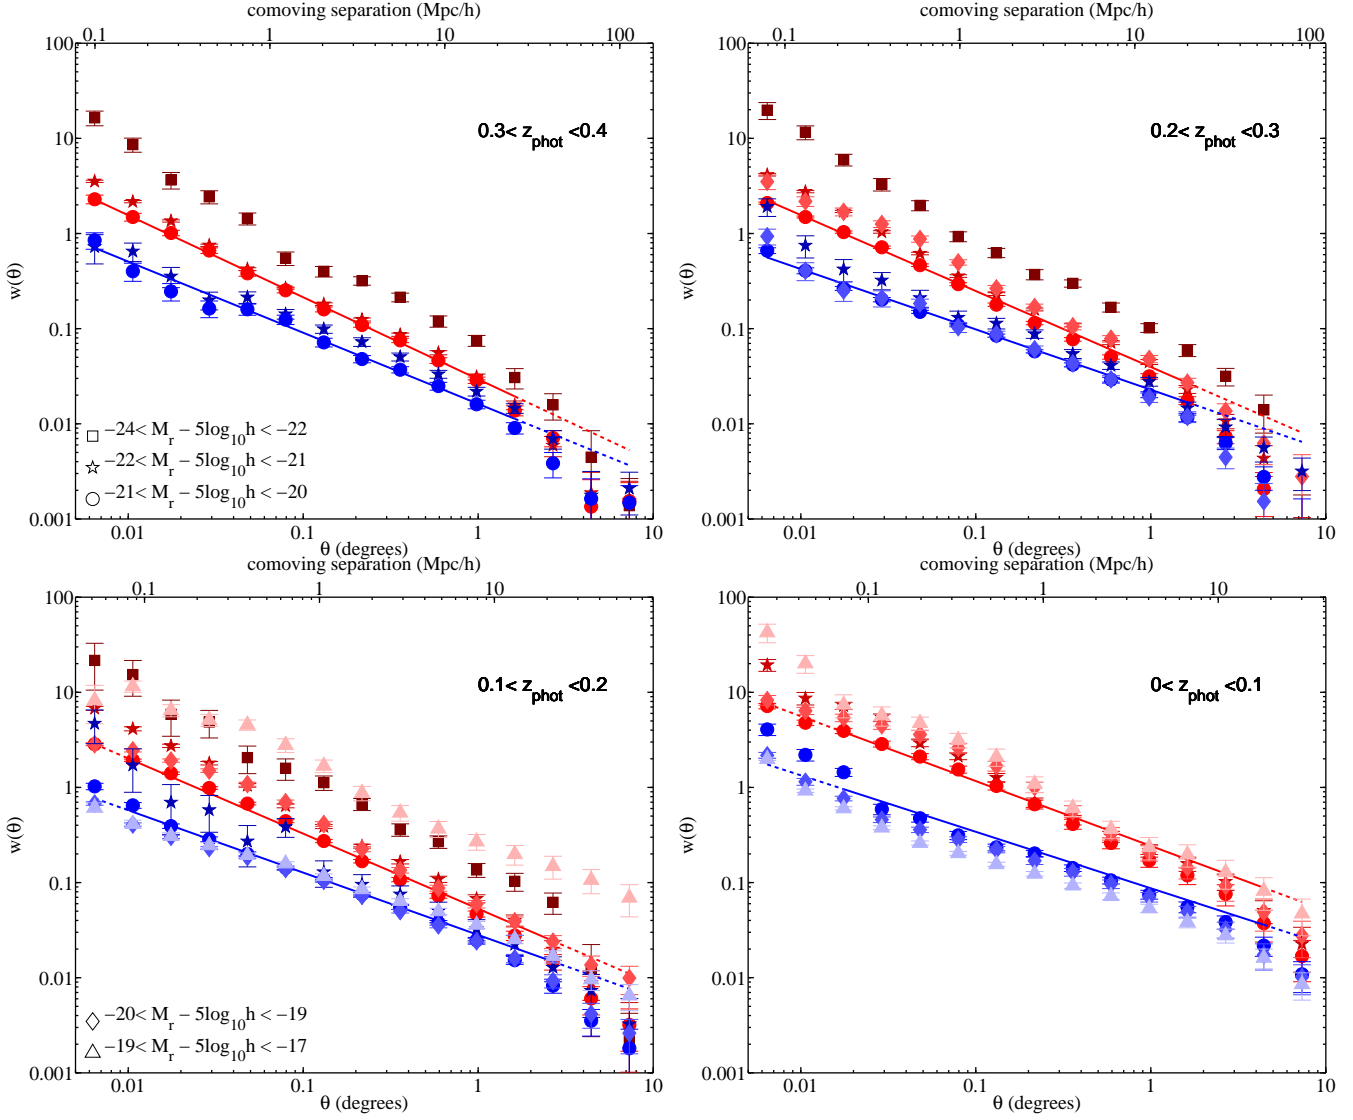 comoving separation (Mpc/h)
0.1 1 10 100
100
10
1
0.1
0.01
0.001
w(θ)
0.3< z_phot <0.4
−24< M_r − 5log_10 h < −22
−22< M_r − 5log_10 h < −21
−21< M_r − 5log_10 h < −20
0.01 0.1 1 10
θ (degrees)
comoving separation (Mpc/h)
0.1 1 10 100
100
10
1
0.1
0.01
0.001
w(θ)
0.2< z_phot <0.3
0.01 0.1 1 10
θ (degrees)
comoving separation (Mpc/h)
0.1 1 10
100
10
1
0.1
0.01
0.001
w(θ)
0.1< z_phot <0.2
−20< M_r − 5log_10 h < −19
−19< M_r − 5log_10 h < −17
0.01 0.1 1 10
θ (degrees)
comoving separation (Mpc/h)
0.1 1 10
100
10
1
0.1
0.01
0.001
w(θ)
0< z_phot <0.1
0.01 0.1 1 10
θ (degrees)